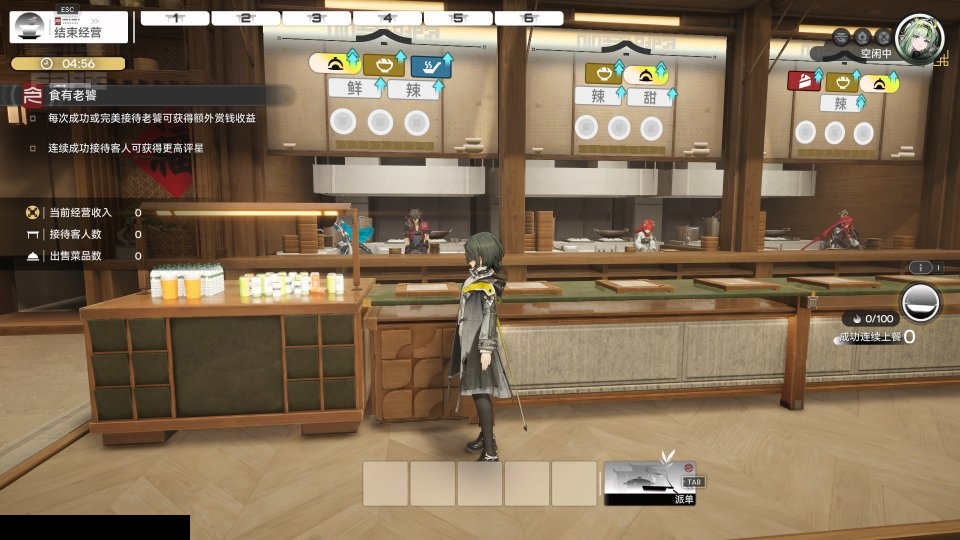 ESC
结束经营
1 2 3 4 5 6
04:56
食有老饕
每次成功或完美接待老饕可获得额外赏钱收益
连续成功接待客人可获得更高评星
当前经营收入 0
接待客人数 0
出售菜品数 0
鲜 辣
辣 甜
辣
空闲中
0/100
成功连续上餐 0
TAB
派单